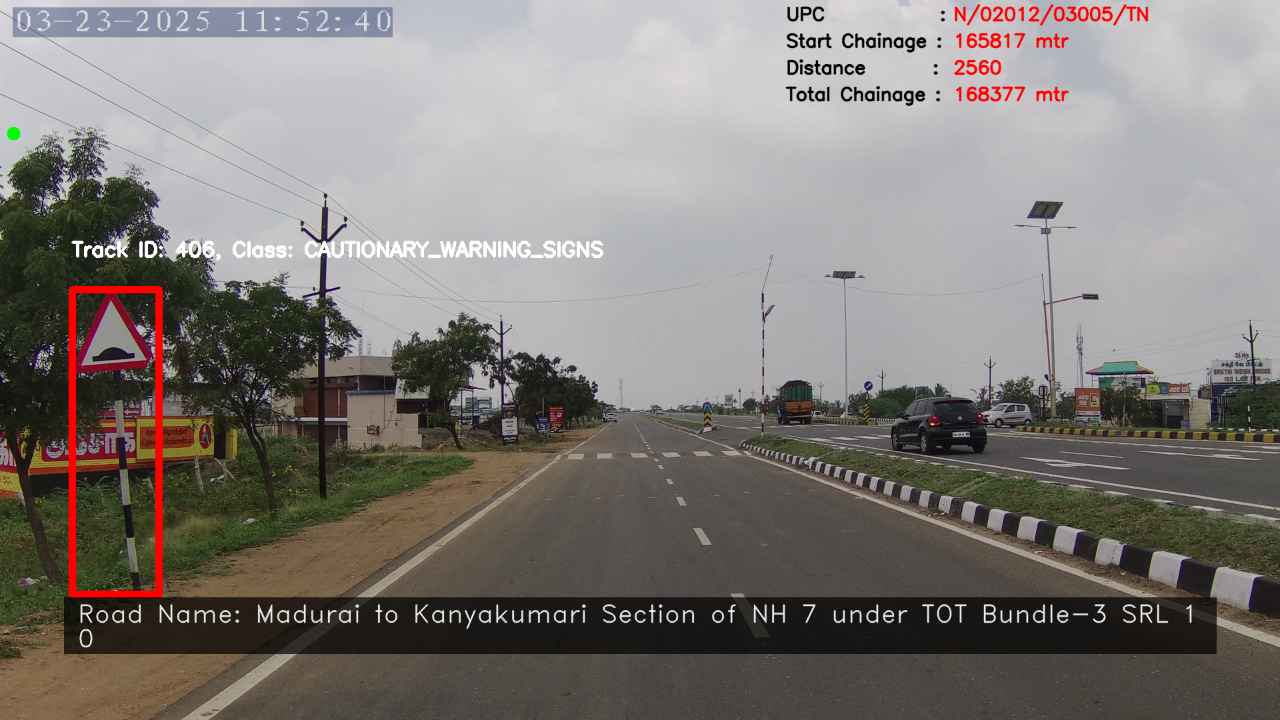 03-23-2025 11:52:40
UPC : N/02012/03005/TN
Start Chainage : 165817 mtr
Distance : 2560
Total Chainage : 168377 mtr
Track ID: 406, Class: CAUTIONARY_WARNING_SIGNS
Road Name: Madurai to Kanyakumari Section of NH 7 under TOT Bundle-3 SRL 1
0